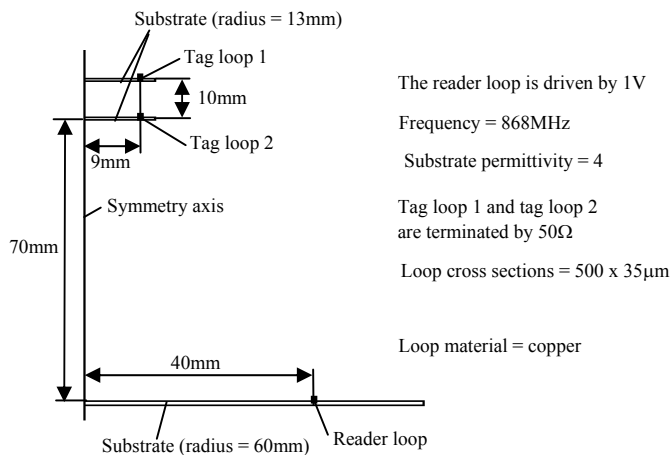 Substrate (radius = 13mm)
Tag loop 1
10mm
Tag loop 2
9mm
Symmetry axis
70mm
40mm
Substrate (radius = 60mm)
Reader loop
The reader loop is driven by 1V
Frequency = 868MHz
Substrate permittivity = 4
Tag loop 1 and tag loop 2
are terminated by 50Ω
Loop cross sections = 500 x 35μm
Loop material = copper